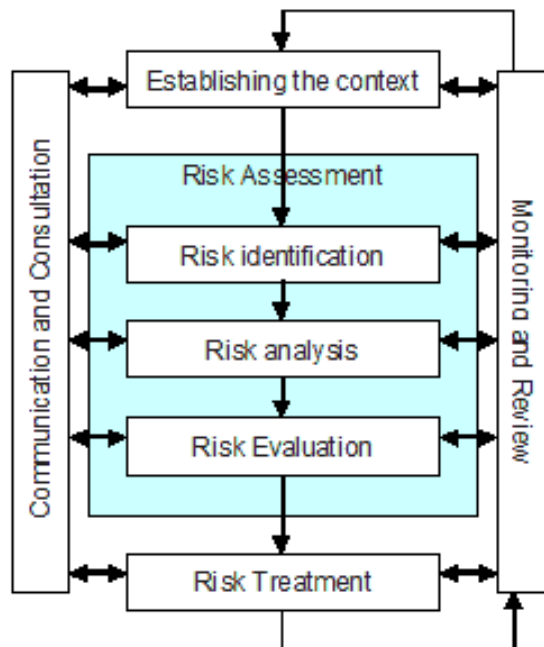 Establishing the context
Risk Assessment
Risk identification
Risk analysis
Risk Evaluation
Risk Treatment
Communication and Consultation
Monitoring and Review